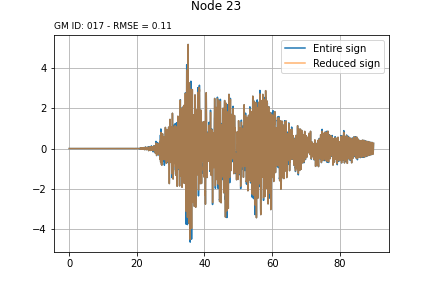 Node 23
GM ID: 017 - RMSE = 0.11
Entire sign
Reduced sign
4
2
0
−2
−4
0 20 40 60 80